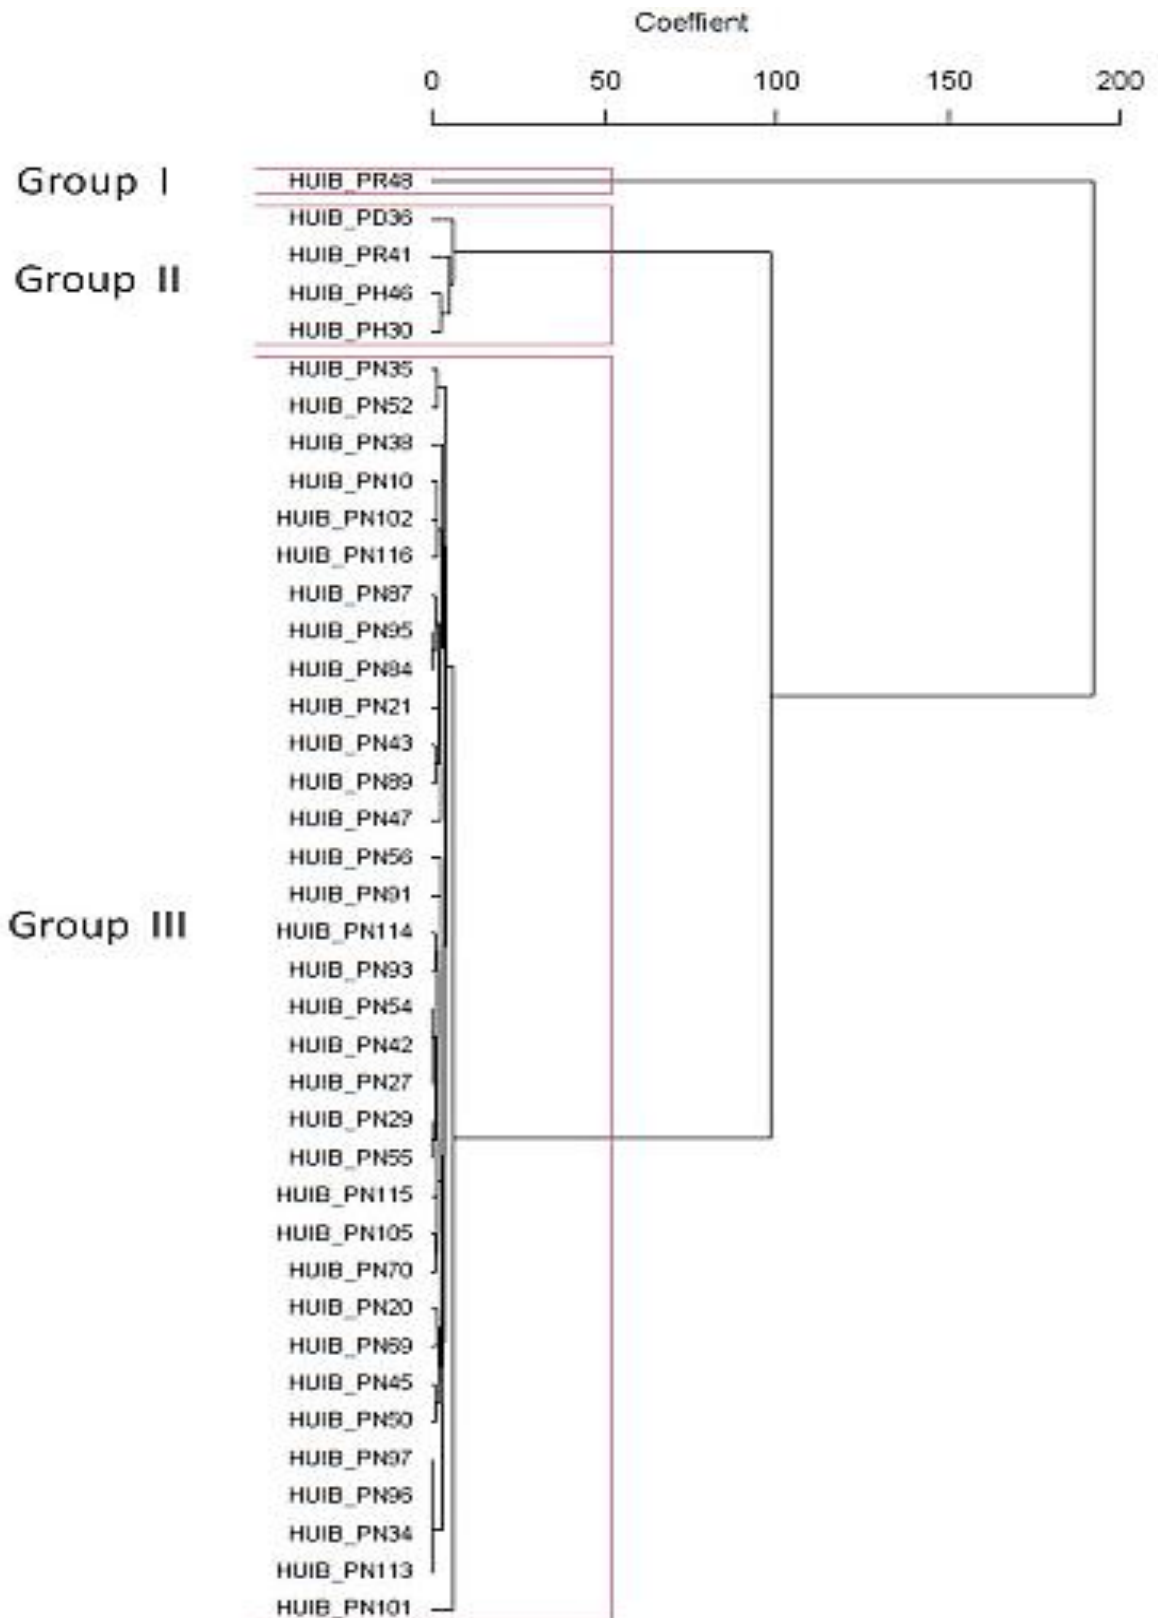 Coeffient
0 50 100 150 200
Group I
HUIB_PR48
HUIB_PD36
HUIB_PR41
Group II
HUIB_PH46
HUIB_PH30
HUIB_PN35
HUIB_PN52
HUIB_PN38
HUIB_PN10
HUIB_PN102
HUIB_PN116
HUIB_PN87
HUIB_PN95
HUIB_PN84
HUIB_PN21
HUIB_PN43
HUIB_PN89
HUIB_PN47
HUIB_PN56
HUIB_PN91
Group III
HUIB_PN114
HUIB_PN93
HUIB_PN54
HUIB_PN42
HUIB_PN27
HUIB_PN29
HUIB_PN55
HUIB_PN115
HUIB_PN105
HUIB_PN70
HUIB_PN20
HUIB_PN69
HUIB_PN45
HUIB_PN50
HUIB_PN97
HUIB_PN96
HUIB_PN34
HUIB_PN113
HUIB_PN101